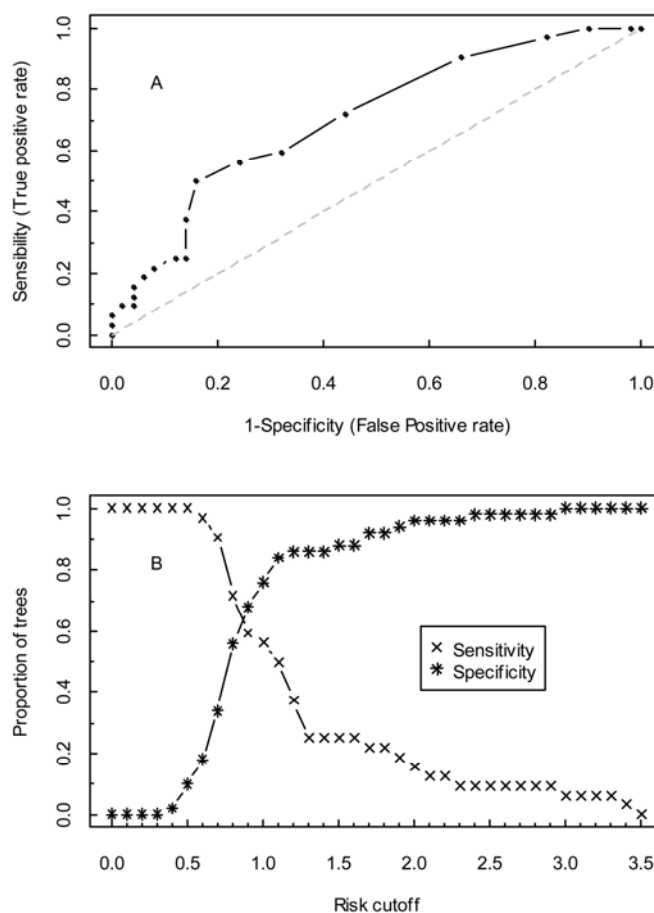 A
Sensibility (True positive rate)
1.0
0.8
0.6
0.4
0.2
0.0
0.0 0.2 0.4 0.6 0.8 1.0
1-Specificity (False Positive rate)
B
Proportion of trees
1.0
0.8
0.6
0.4
0.2
0.0
Sensitivity
Specificity
0.0 0.5 1.0 1.5 2.0 2.5 3.0 3.5
Risk cutoff